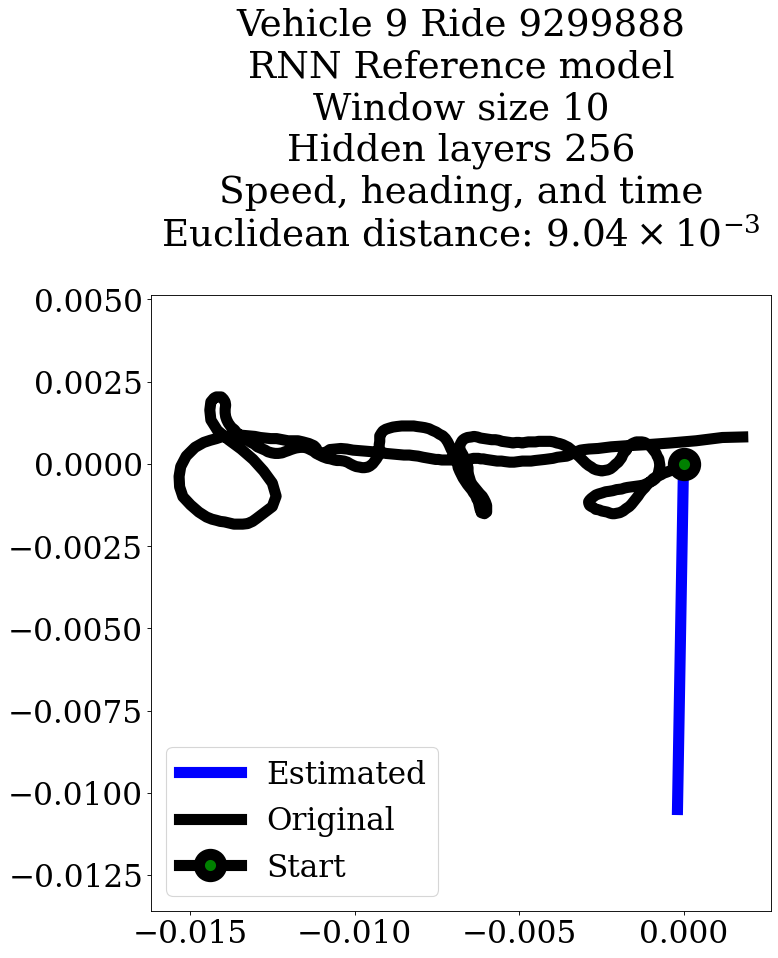 Vehicle 9 Ride 9299888
RNN Reference model
Window size 10
Hidden layers 256
Speed, heading, and time
Euclidean distance: 9.04 × 10⁻³
0.0050
0.0025
0.0000
−0.0025
−0.0050
−0.0075
−0.0100
−0.0125
Estimated
Original
Start
−0.015 −0.010 −0.005 0.000